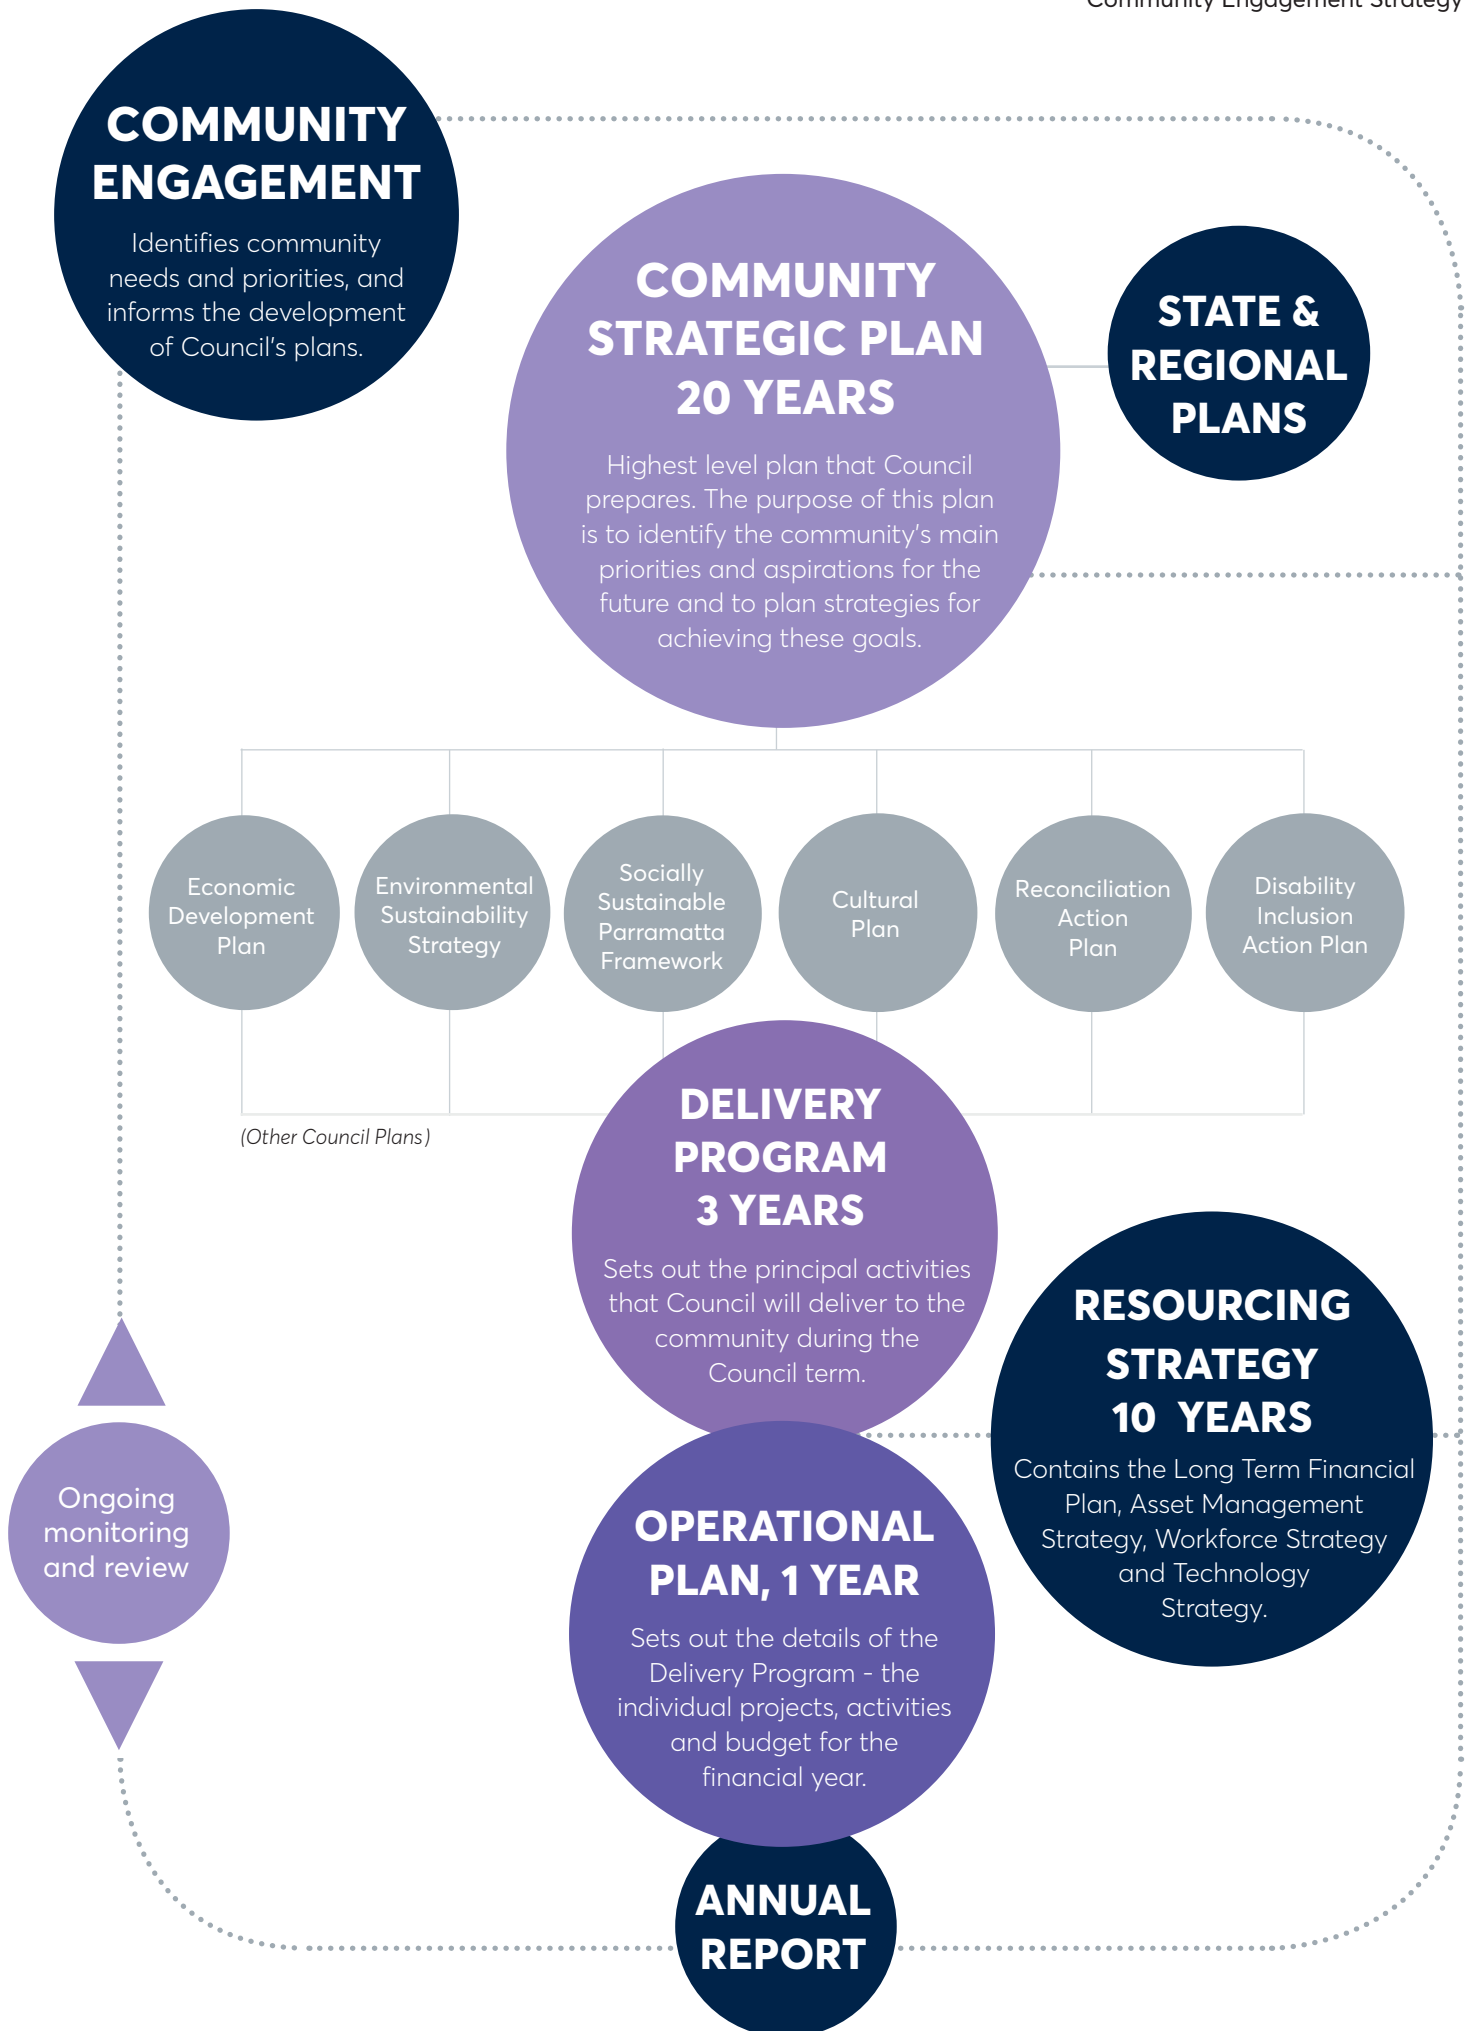 Community Engagement Strategy
COMMUNITY
ENGAGEMENT
Identifies community
needs and priorities, and
informs the development
of Council's plans.
COMMUNITY
STRATEGIC PLAN
20 YEARS
Highest level plan that Council
prepares. The purpose of this plan
is to identify the community's main
priorities and aspirations for the
future and to plan strategies for
achieving these goals.
STATE &
REGIONAL
PLANS
Economic
Development
Plan
Environmental
Sustainability
Strategy
Socially
Sustainable
Parramatta
Framework
Cultural
Plan
Reconciliation
Action
Plan
Disability
Inclusion
Action Plan
(Other Council Plans)
DELIVERY
PROGRAM
3 YEARS
Sets out the principal activities
that Council will deliver to the
community during the
Council term.
RESOURCING
STRATEGY
10 YEARS
Contains the Long Term Financial
Plan, Asset Management
Strategy, Workforce Strategy
and Technology
Strategy.
Ongoing
monitoring
and review
OPERATIONAL
PLAN, 1 YEAR
Sets out the details of the
Delivery Program - the
individual projects, activities
and budget for the
financial year.
ANNUAL
REPORT